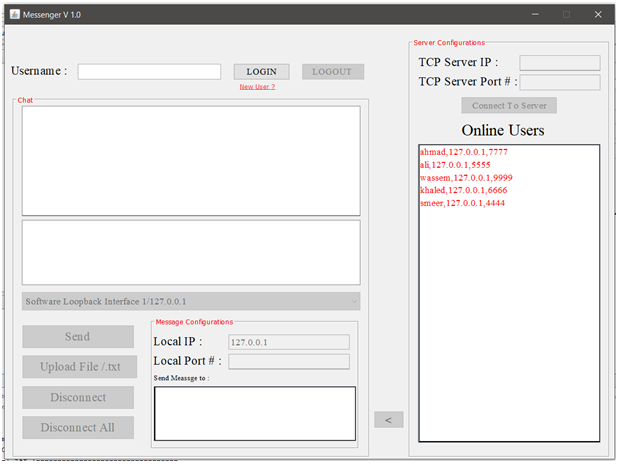 Messenger V 1.0
Username :
LOGIN
LOGOUT
New User ?
Chat
Software Loopback Interface 1/127.0.0.1
Send
Upload File /.txt
Disconnect
Disconnect All
Message Configurations
Local IP :
127.0.0.1
Local Port # :
Send Meassge to :
<
Server Configurations
TCP Server IP :
TCP Server Port # :
Connect To Server
Online Users
ahmad,127.0.0.1,7777
ali,127.0.0.1,5555
wassem,127.0.0.1,9999
khaled,127.0.0.1,6666
smeer,127.0.0.1,4444